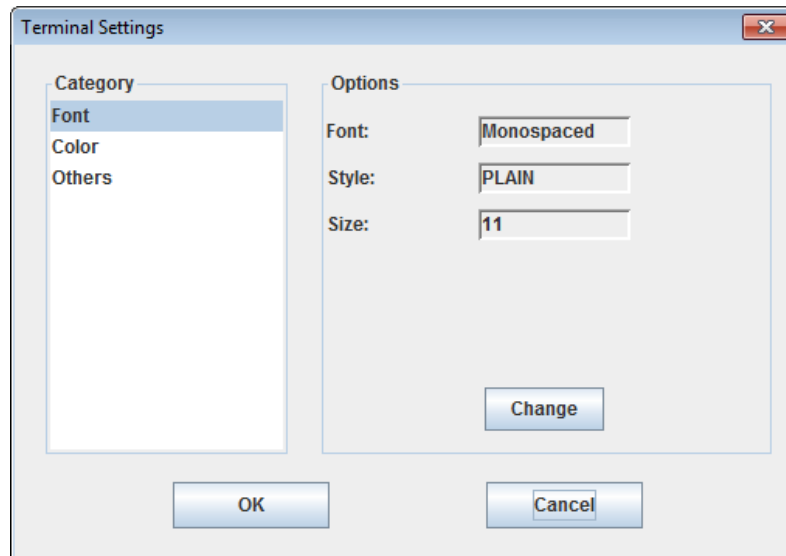 Terminal Settings
Category
Font
Color
Others
Options
Font: Monospaced
Style: PLAIN
Size: 11
Change
OK Cancel